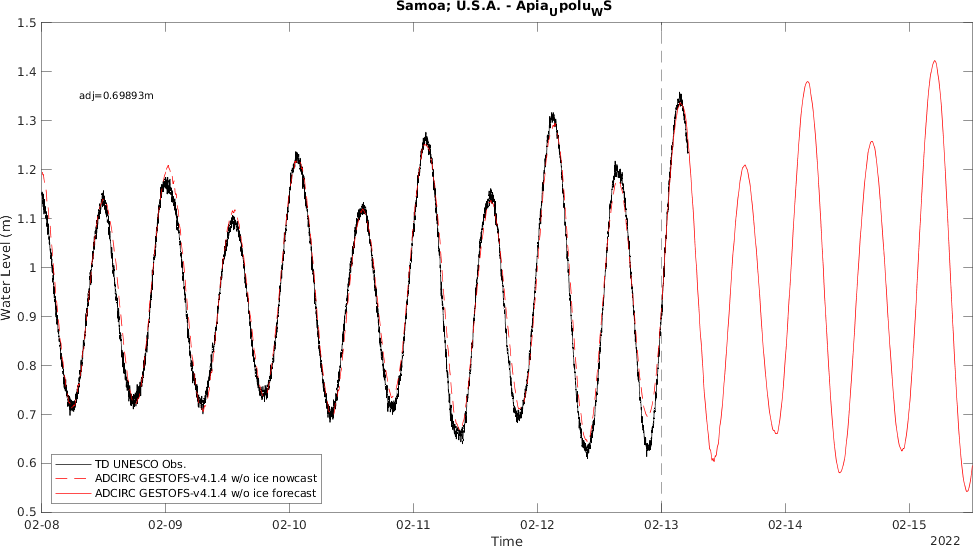 Samoa; U.S.A. - ApiaUpoluWS
1.5
1.4
1.3
1.2
1.1
1
0.9
0.8
0.7
0.6
0.5
Water Level (m)
adj=0.69893m
TD UNESCO Obs.
ADCIRC GESTOFS-v4.1.4 w/o ice nowcast
ADCIRC GESTOFS-v4.1.4 w/o ice forecast
02-08 02-09 02-10 02-11 02-12 02-13 02-14 02-15
Time
2022